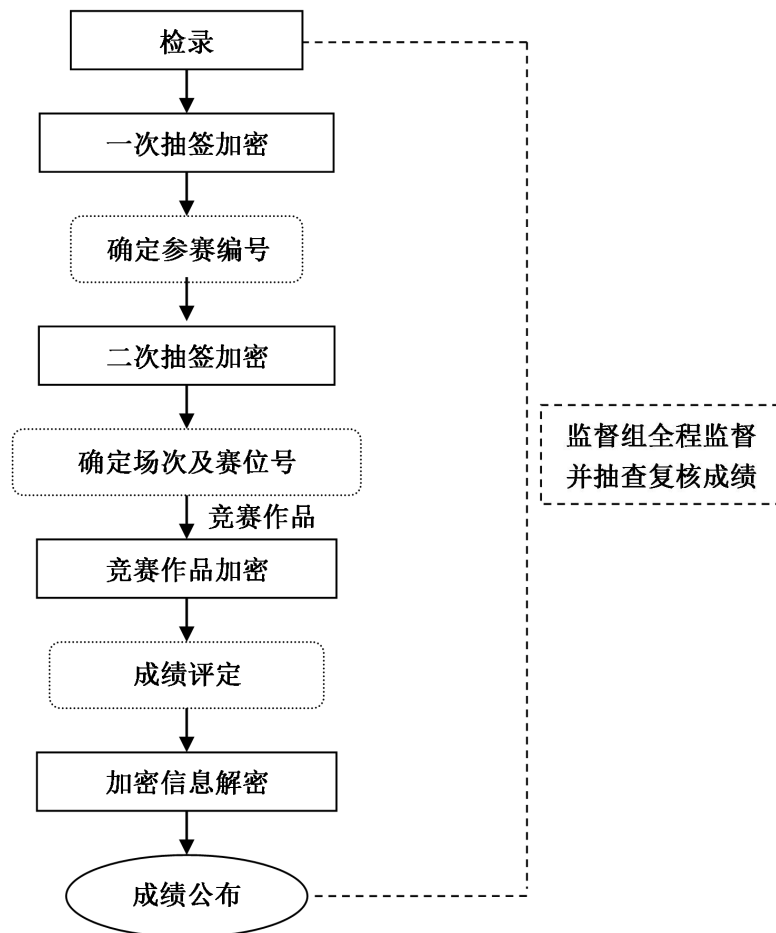 检录
一次抽签加密
确定参赛编号
二次抽签加密
确定场次及赛位号
竞赛作品
竞赛作品加密
成绩评定
加密信息解密
成绩公布
监督组全程监督
并抽查复核成绩